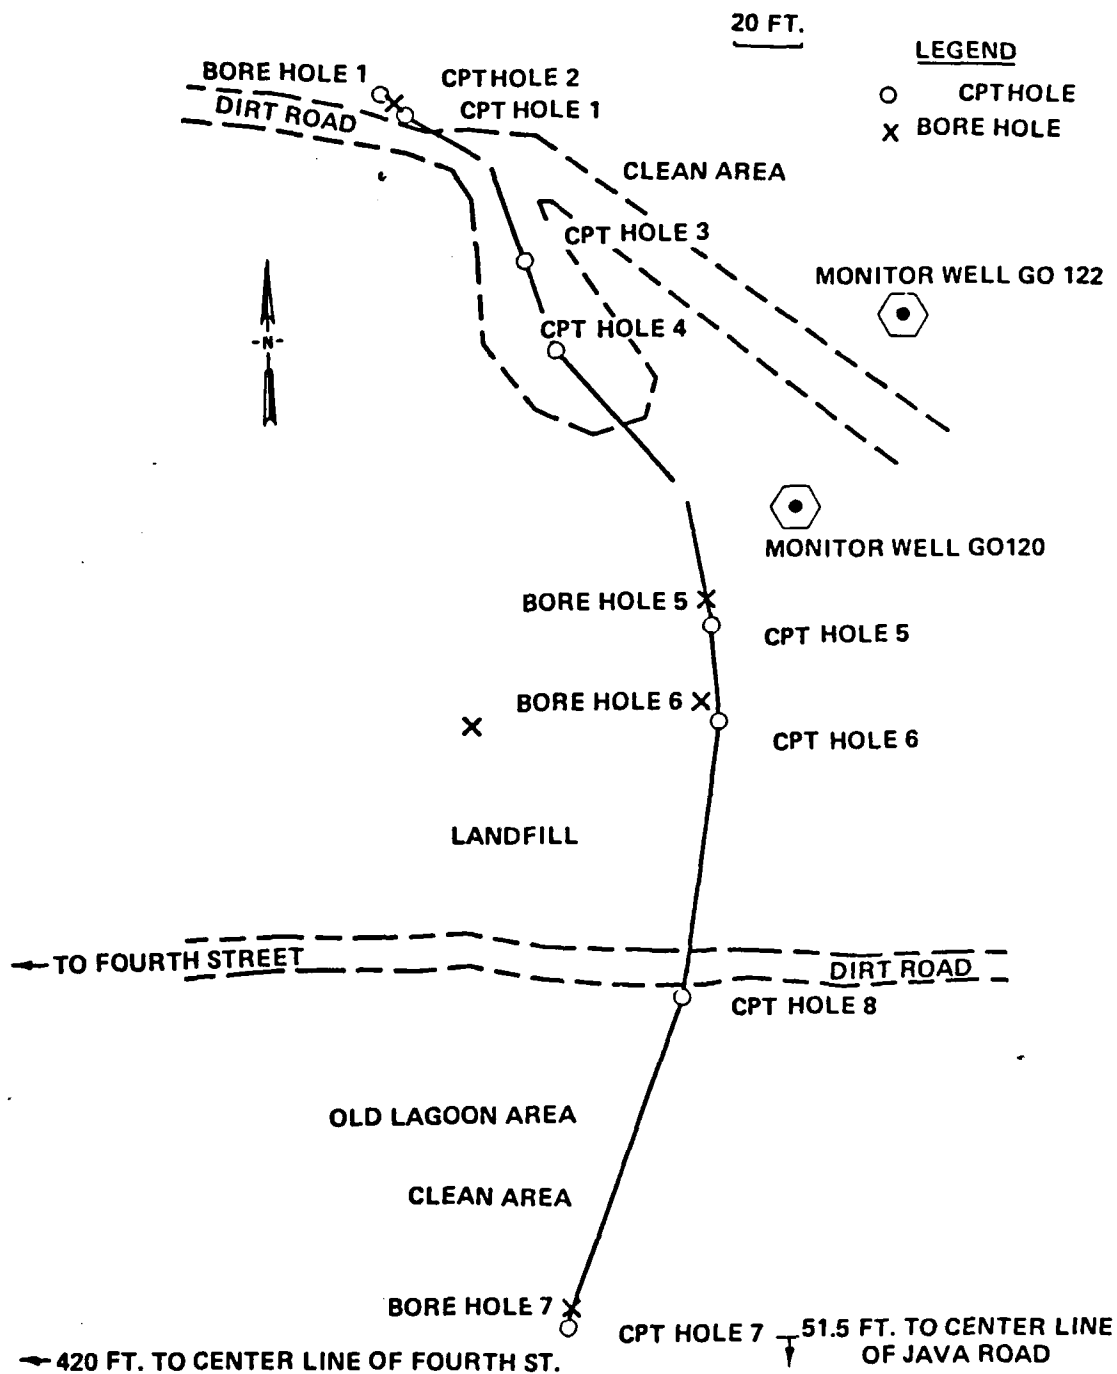 20 FT.
LEGEND
BORE HOLE 1
CPT HOLE 2
CPT HOLE
DIRT ROAD
CPT HOLE 1
BORE HOLE
CLEAN AREA
CPT HOLE 3
MONITOR WELL GO 122
CPT HOLE 4
-N-
MONITOR WELL GO120
BORE HOLE 5
CPT HOLE 5
BORE HOLE 6
CPT HOLE 6
LANDFILL
TO FOURTH STREET
DIRT ROAD
CPT HOLE 8
OLD LAGOON AREA
CLEAN AREA
BORE HOLE 7
CPT HOLE 7
51.5 FT. TO CENTER LINE
OF JAVA ROAD
420 FT. TO CENTER LINE OF FOURTH ST.